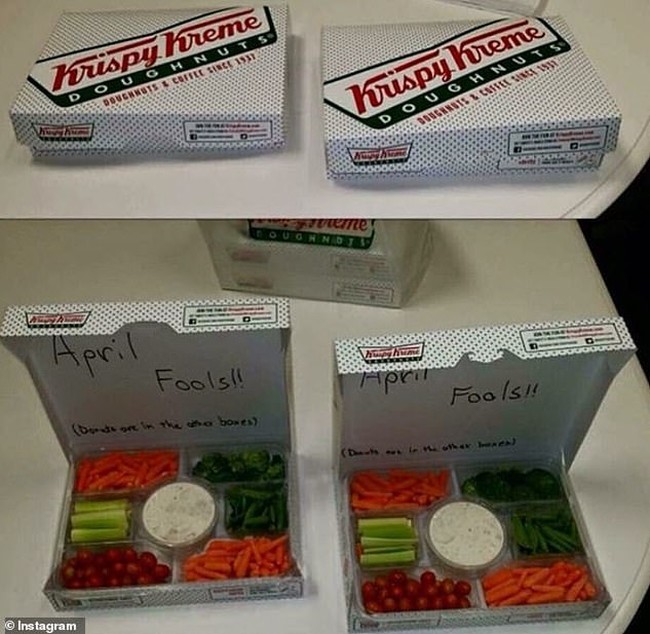 Krispy Kreme
DOUGHNUTS
DOUGHNUTS & COFFEE SINCE 1937
Krispy Kreme
Krispy Kreme
DOUGHNUTS
DOUGHNUTS & COFFEE SINCE 1937
Krispy Kreme
Kreme
DOUGHNUTS
Krispy Kreme
April
Fools!!
(Donuts are in the other boxes)
Krispy Kreme
April
Fools!!
(Donuts are in the other boxes)
© Instagram